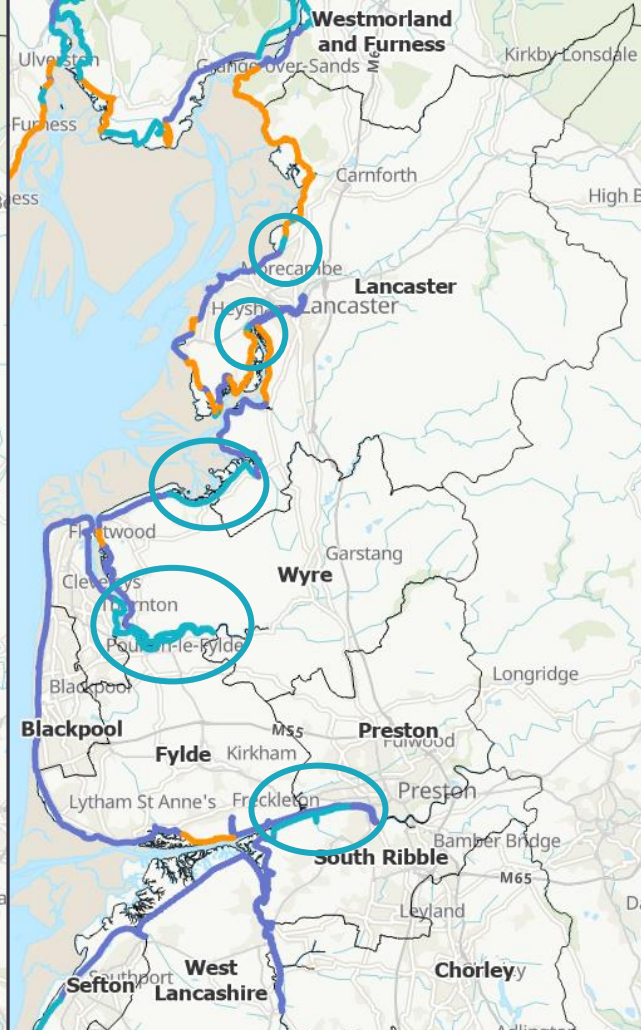 Westmorland
and Furness
Ulverston
Grange-over-Sands
M6
Kirkby Lonsdale
Furness
Carnforth
High B
Morecambe
Lancaster
Heysham
Lancaster
Fleetwood
Garstang
Cleveleys
Wyre
Thornton
Poulton-le-Fylde
Longridge
Blackpool
Blackpool
M55
Preston
Fulwood
Fylde
Kirkham
Lytham St Anne's
Freckleton
Preston
Bamber Bridge
South Ribble
M65
Leyland
West
Lancashire
Southport
Sefton
Chorley